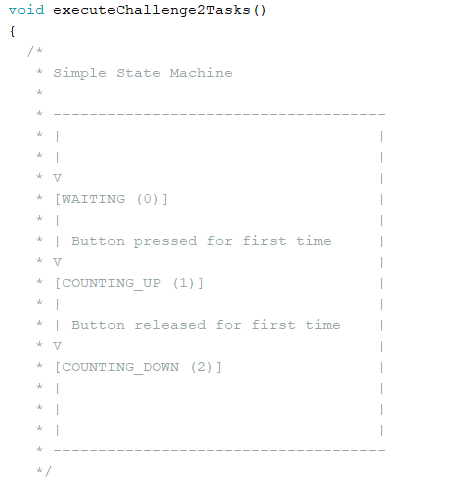 void executeChallenge2Tasks()
{
  /*
   * Simple State Machine
   *
   * -------------------------------------
   * |                                   |
   * |                                   |
   * V                                   |
   * [WAITING (0)]                       |
   * |                                   |
   * | Button pressed for first time     |
   * V                                   |
   * [COUNTING_UP (1)]                   |
   * |                                   |
   * | Button released for first time    |
   * V                                   |
   * [COUNTING_DOWN (2)]                 |
   * |                                   |
   * |                                   |
   * |                                   |
   * -------------------------------------
   */